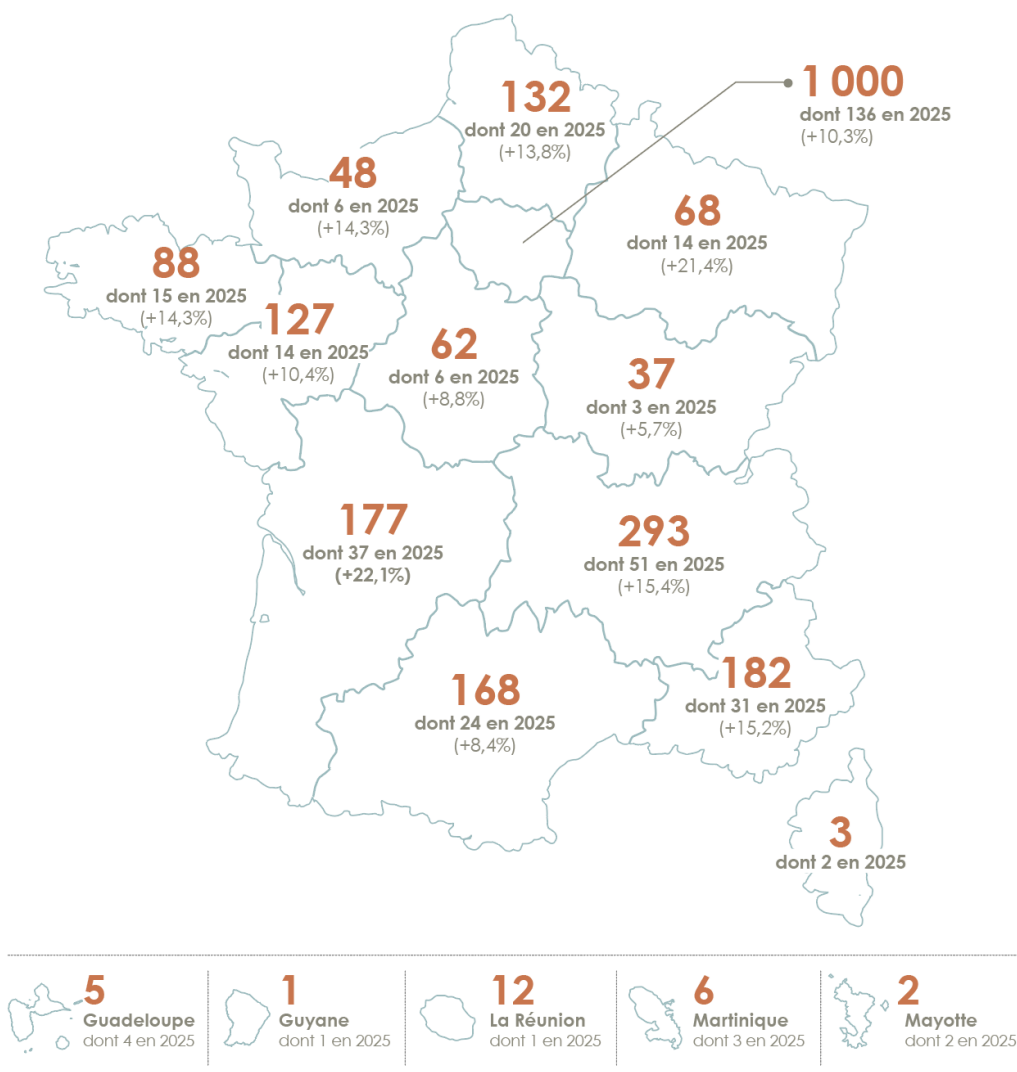 1 000
dont 136 en 2025
(+10,3%)
132
dont 20 en 2025
(+13,8%)
48
dont 6 en 2025
(+14,3%)
68
dont 14 en 2025
(+21,4%)
88
dont 15 en 2025
(+14,3%)
127
dont 14 en 2025
(+10,4%)
62
dont 6 en 2025
(+8,8%)
37
dont 3 en 2025
(+5,7%)
177
dont 37 en 2025
(+22,1%)
293
dont 51 en 2025
(+15,4%)
168
dont 24 en 2025
(+8,4%)
182
dont 31 en 2025
(+15,2%)
3
dont 2 en 2025
5
Guadeloupe
dont 4 en 2025
1
Guyane
dont 1 en 2025
12
La Réunion
dont 1 en 2025
6
Martinique
dont 3 en 2025
2
Mayotte
dont 2 en 2025